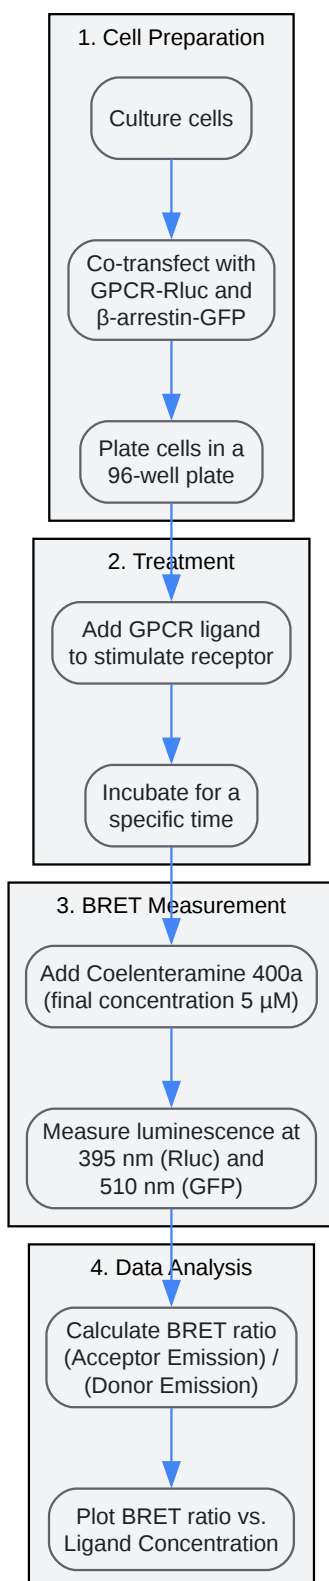 1. Cell Preparation
Culture cells
Co-transfect with
GPCR-Rluc and
β-arrestin-GFP
Plate cells in a
96-well plate
2. Treatment
Add GPCR ligand
to stimulate receptor
Incubate for a
specific time
3. BRET Measurement
Add Coelenteramine 400a
(final concentration 5 µM)
Measure luminescence at
395 nm (Rluc) and
510 nm (GFP)
4. Data Analysis
Calculate BRET ratio
(Acceptor Emission) /
(Donor Emission)
Plot BRET ratio vs.
Ligand Concentration